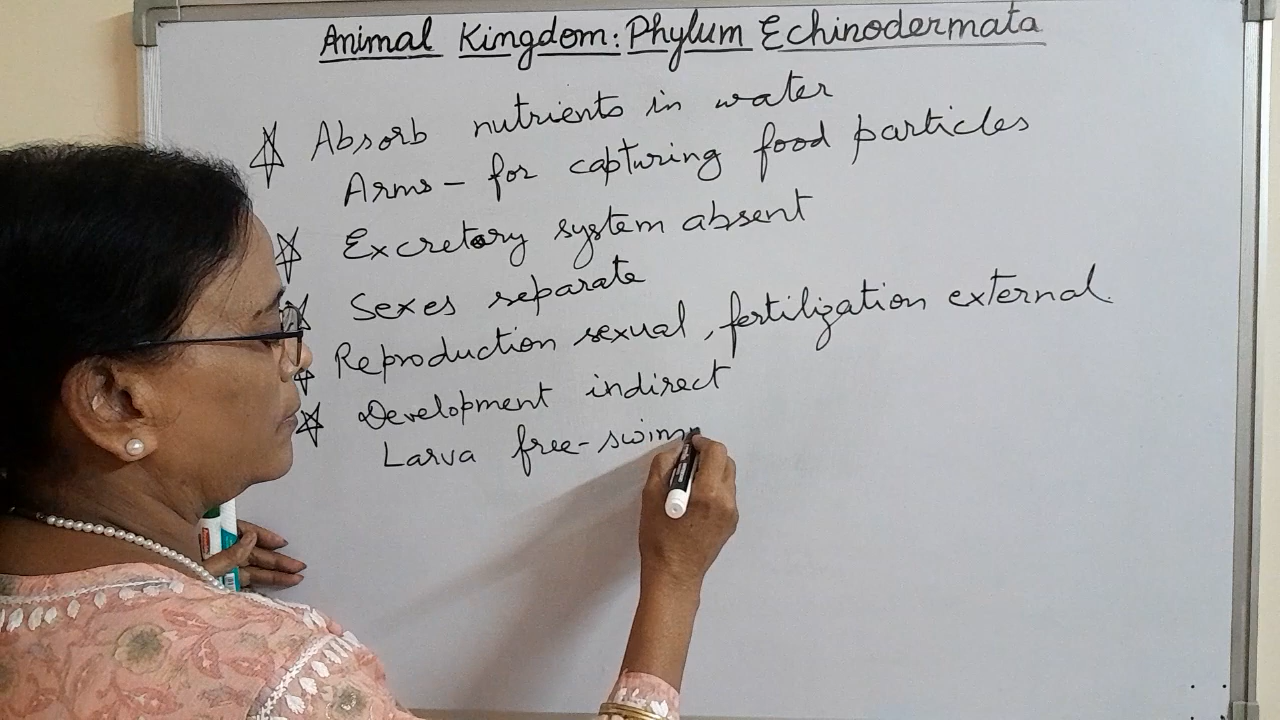 Animal Kingdom: Phylum Echinodermata
Absorb nutrients in water
Arms - for capturing food particles
Excretory system absent
Sexes separate
Reproduction sexual, fertilization external
Development indirect
Larva free-swim